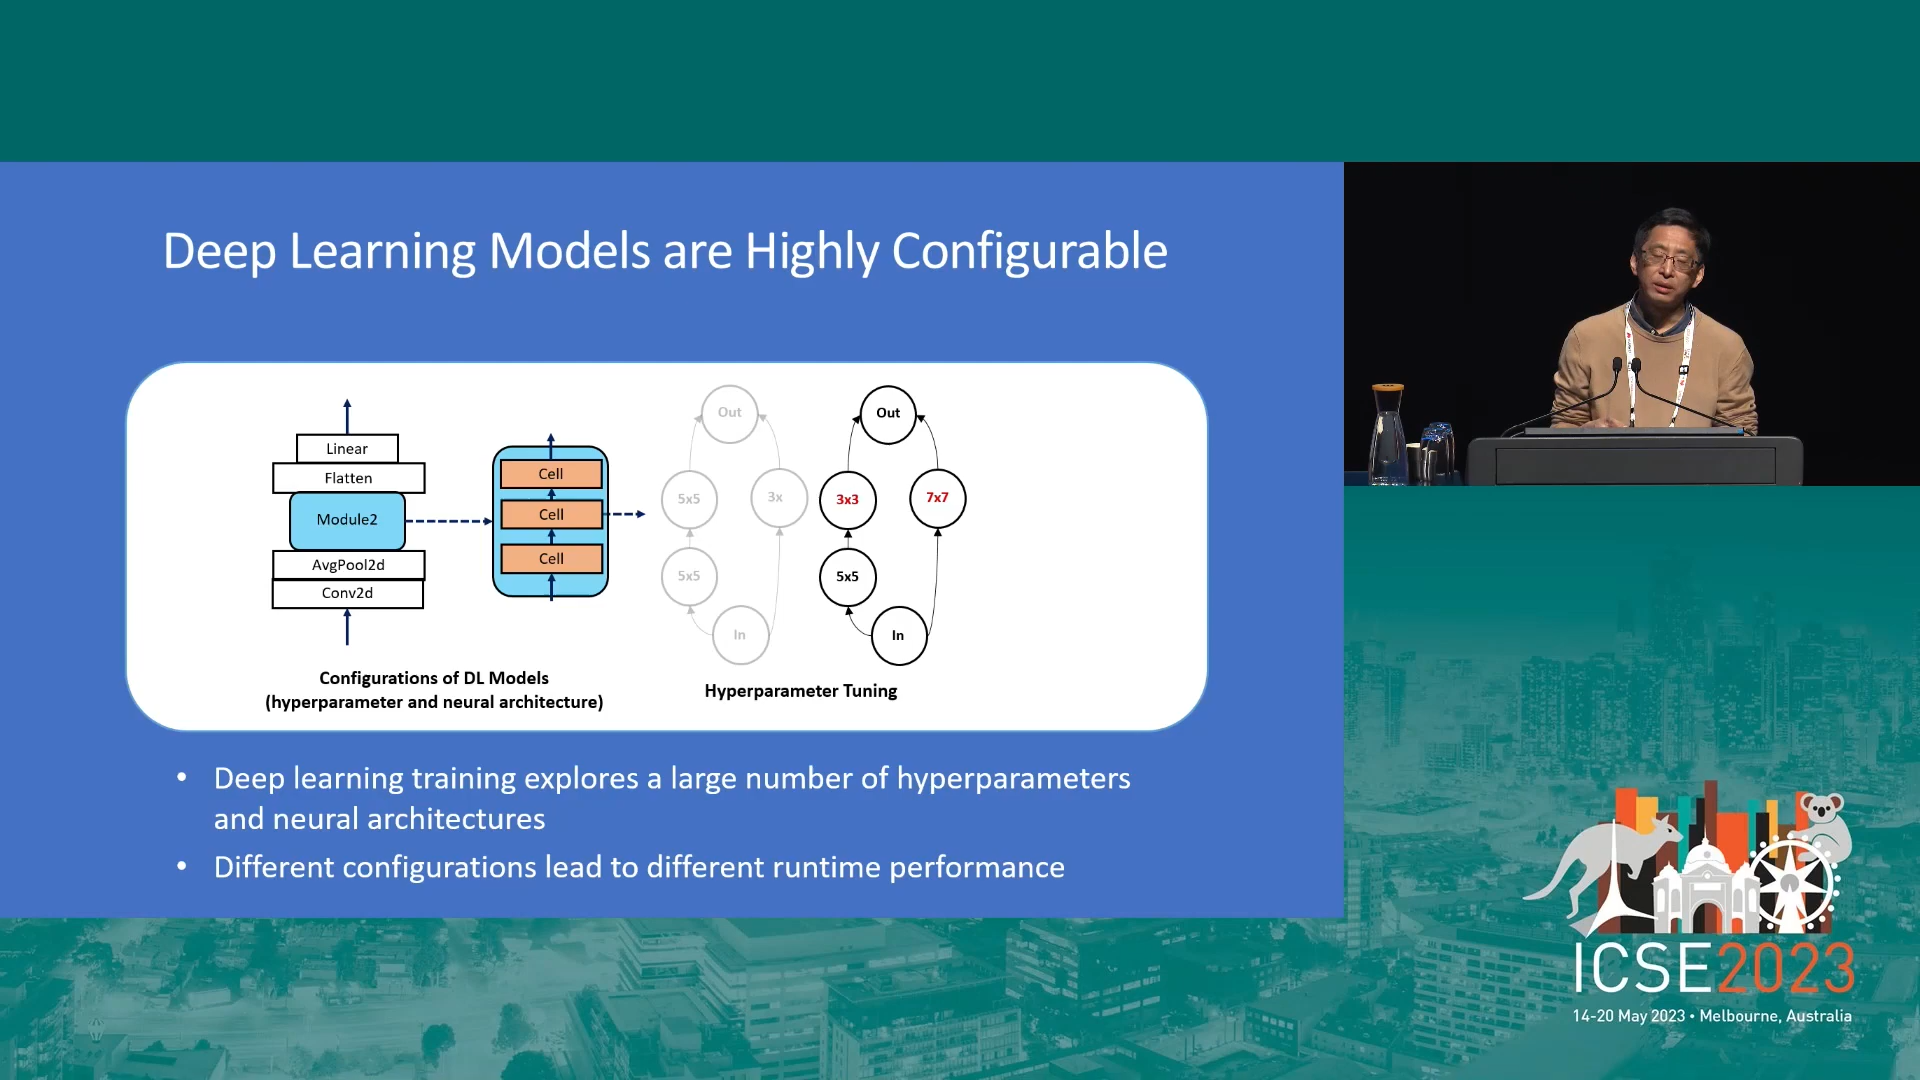 Deep Learning Models are Highly Configurable
Linear
Flatten
Module2
AvgPool2d
Conv2d
Cell
Cell
Cell
Configurations of DL Models
(hyperparameter and neural architecture)
Out
5x5
3x
5x5
In
Out
3x3
7x7
5x5
In
Hyperparameter Tuning
• Deep learning training explores a large number of hyperparameters
and neural architectures
• Different configurations lead to different runtime performance
ICSE2023
14-20 May 2023 • Melbourne, Australia